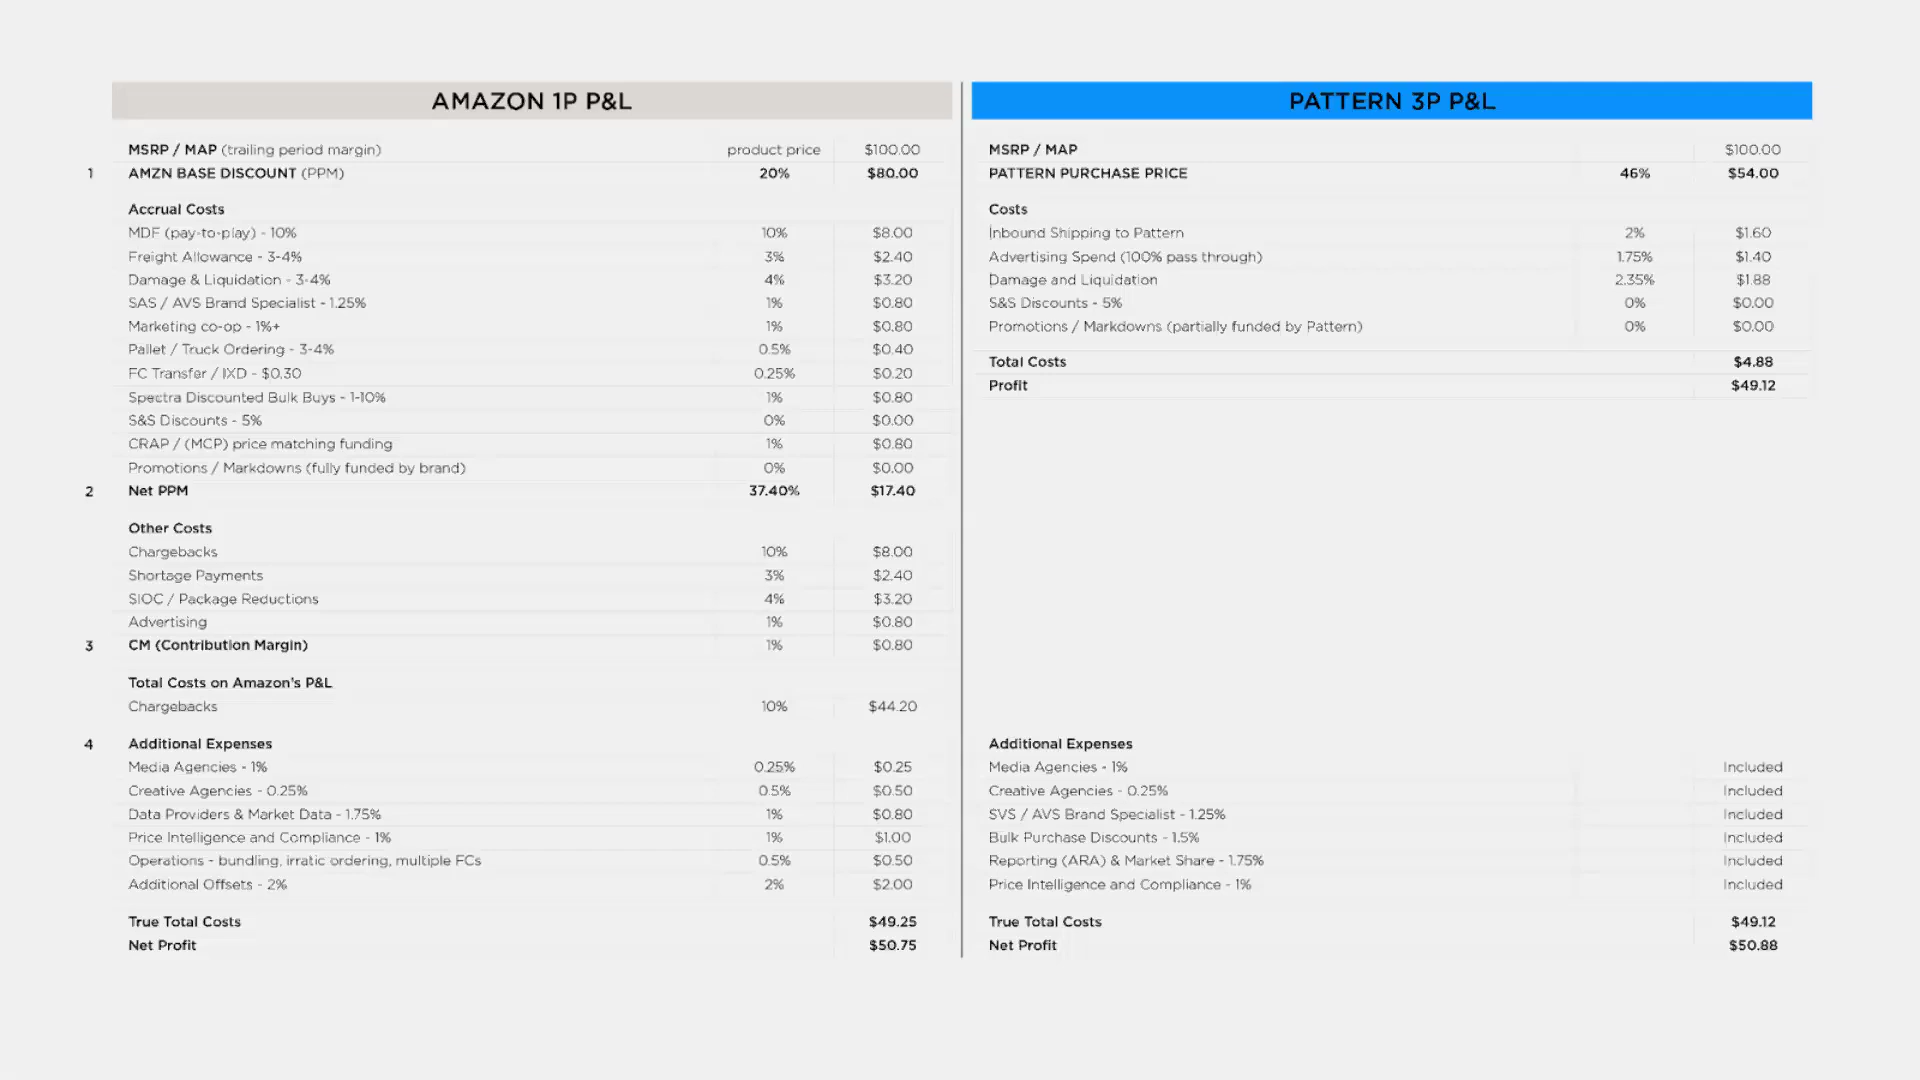 AMAZON 1P P&L
MSRP / MAP (trailing period margin) product price $100.00
1 AMZN BASE DISCOUNT (PPM) 20% $80.00
Accrual Costs
MDF (pay-to-play) - 10% 10% $8.00
Freight Allowance - 3-4% 3% $2.40
Damage & Liquidation - 3-4% 4% $3.20
SAS / AVS Brand Specialist - 1.25% 1% $0.80
Marketing co-op - 1%+ 1% $0.80
Pallet / Truck Ordering - 3-4% 0.5% $0.40
FC Transfer / IXD - $0.30 0.25% $0.20
Spectra Discounted Bulk Buys - 1-10% 1% $0.80
S&S Discounts - 5% 0% $0.00
CRAP / (MCP) price matching funding 1% $0.80
Promotions / Markdowns (fully funded by brand) 0% $0.00
2 Net PPM 37.40% $17.40
Other Costs
Chargebacks 10% $8.00
Shortage Payments 3% $2.40
SIOC / Package Reductions 4% $3.20
Advertising 1% $0.80
3 CM (Contribution Margin) 1% $0.80
Total Costs on Amazon's P&L
Chargebacks 10% $44.20
4 Additional Expenses
Media Agencies - 1% 0.25% $0.25
Creative Agencies - 0.25% 0.5% $0.50
Data Providers & Market Data - 1.75% 1% $0.80
Price Intelligence and Compliance - 1% 1% $1.00
Operations - bundling, irratic ordering, multiple FCs 0.5% $0.50
Additional Offsets - 2% 2% $2.00
True Total Costs $49.25
Net Profit $50.75
PATTERN 3P P&L
MSRP / MAP $100.00
PATTERN PURCHASE PRICE 46% $54.00
Costs
Inbound Shipping to Pattern 2% $1.60
Advertising Spend (100% pass through) 1.75% $1.40
Damage and Liquidation 2.35% $1.88
S&S Discounts - 5% 0% $0.00
Promotions / Markdowns (partially funded by Pattern) 0% $0.00
Total Costs $4.88
Profit $49.12
Additional Expenses
Media Agencies - 1% Included
Creative Agencies - 0.25% Included
SVS / AVS Brand Specialist - 1.25% Included
Bulk Purchase Discounts - 1.5% Included
Reporting (ARA) & Market Share - 1.75% Included
Price Intelligence and Compliance - 1% Included
True Total Costs $49.12
Net Profit $50.88